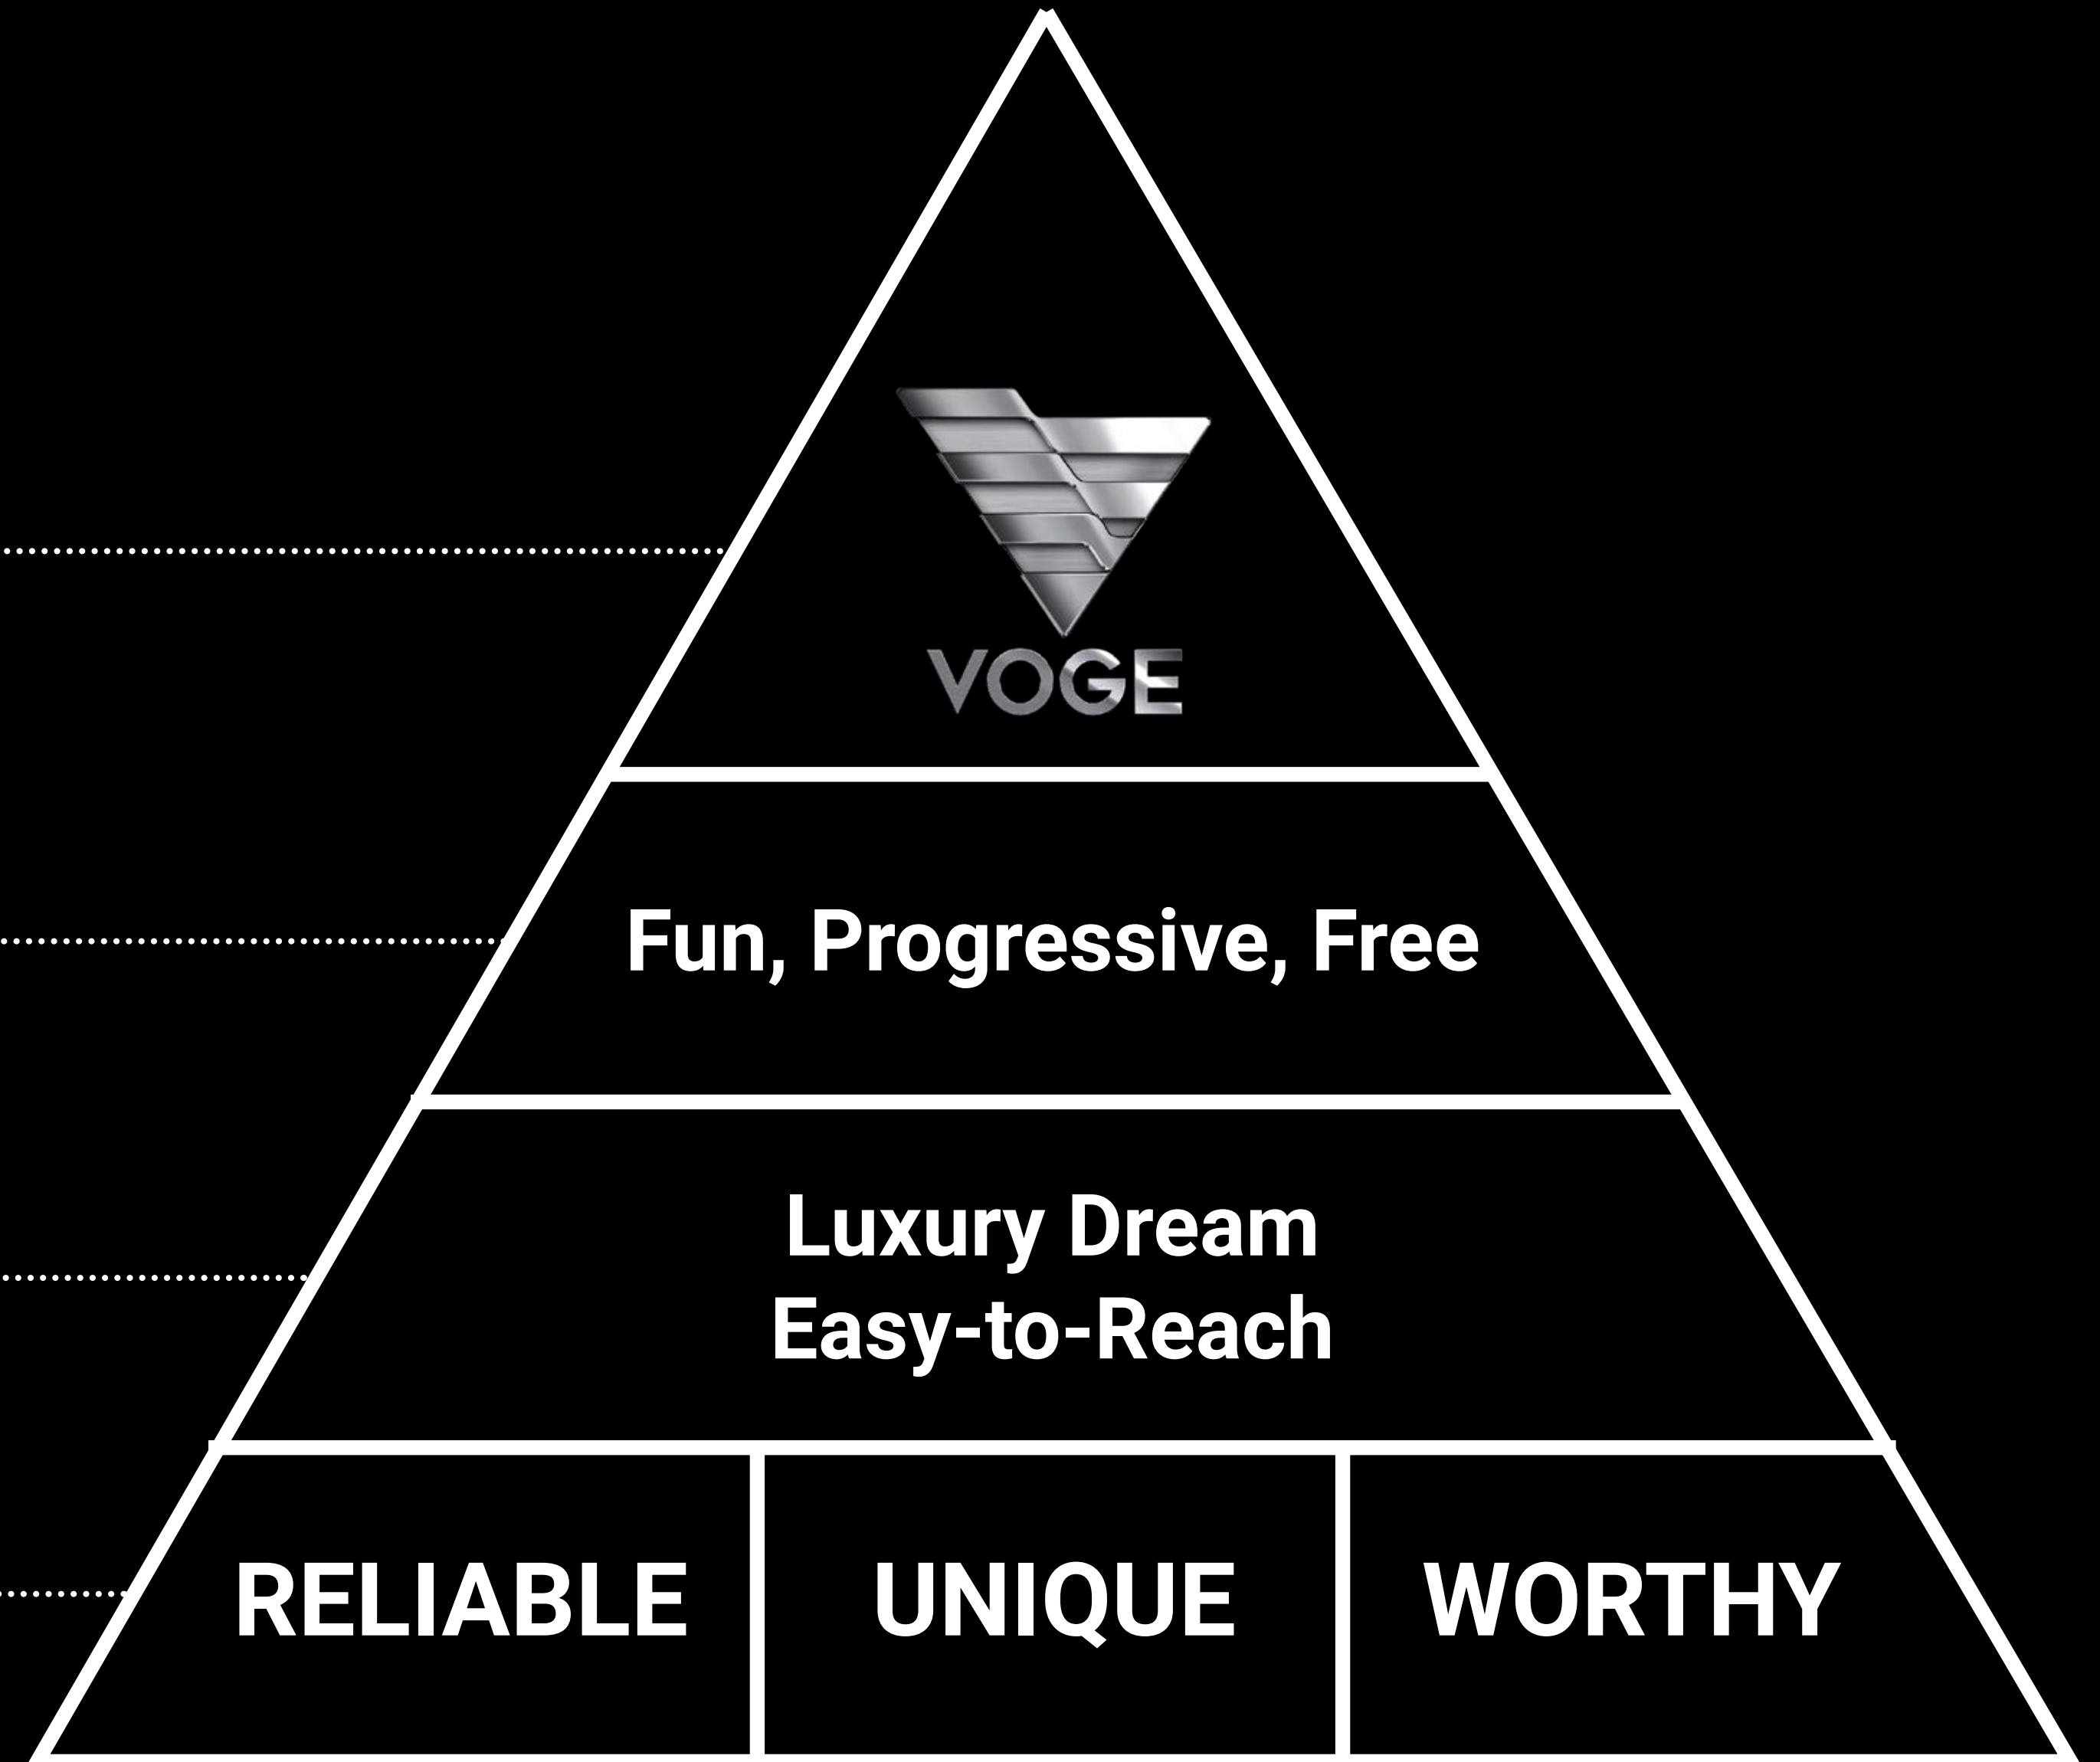 VOGE
Fun, Progressive, Free
Luxury Dream
Easy-to-Reach
RELIABLE UNIQUE WORTHY